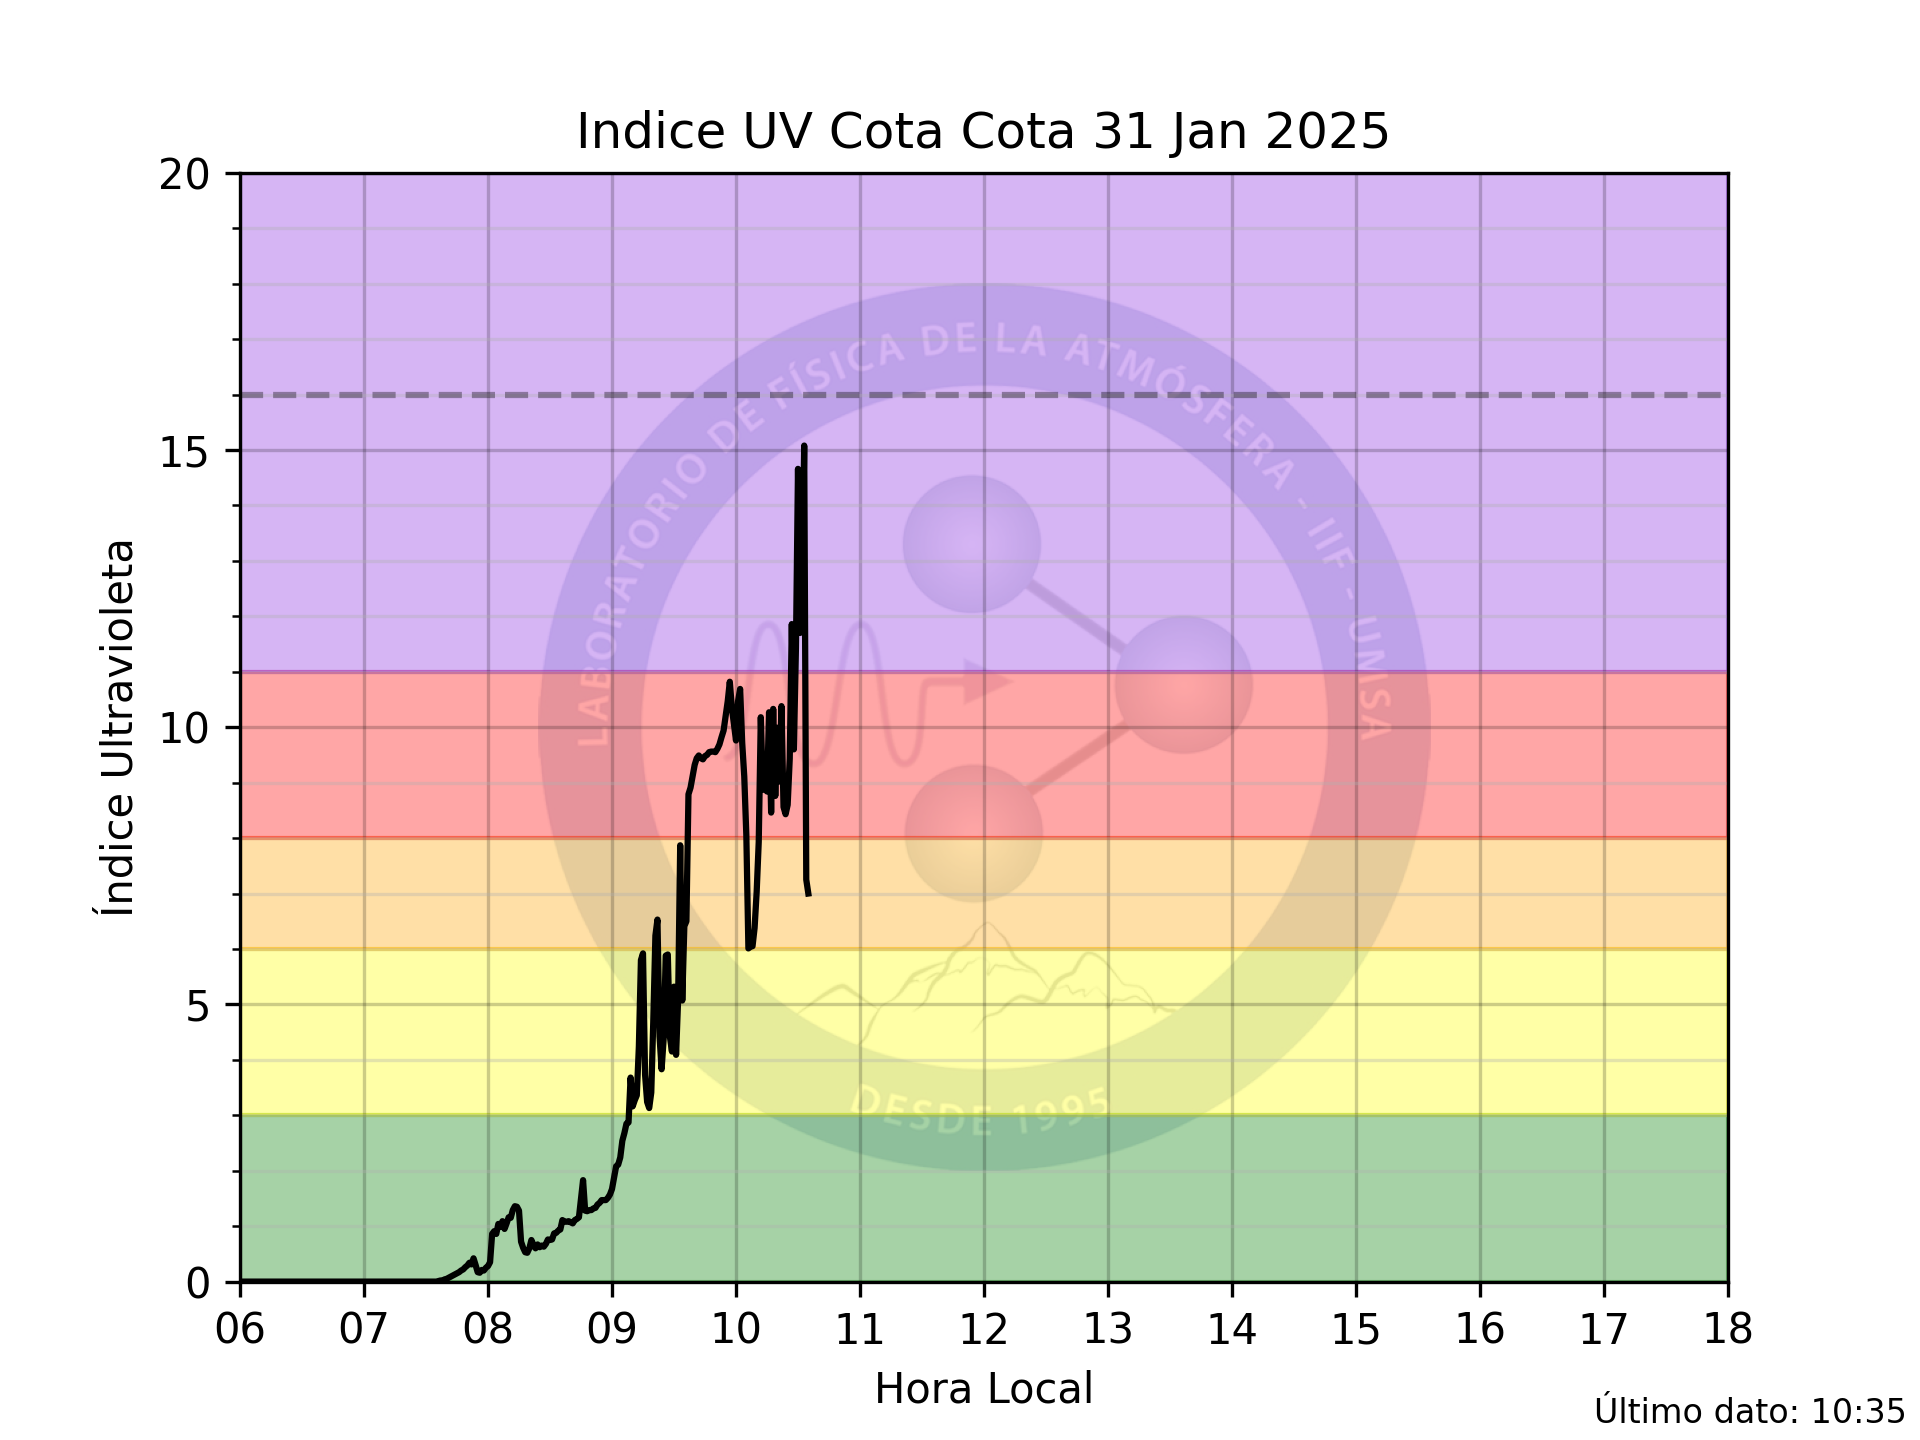 Indice UV Cota Cota 31 Jan 2025
20
15
10
5
0
Índice Ultravioleta
LABORATORIO DE FÍSICA DE LA ATMÓSFERA - IIF - UMSA
DESDE 1995
06 07 08 09 10 11 12 13 14 15 16 17 18
Hora Local
Último dato: 10:35